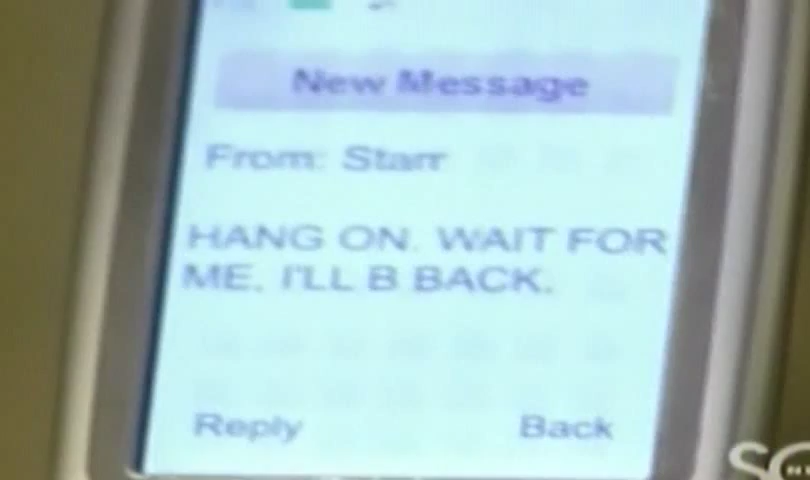 New Message
From: Starr
HANG ON. WAIT FOR
ME. I'LL B BACK.
Reply
Back